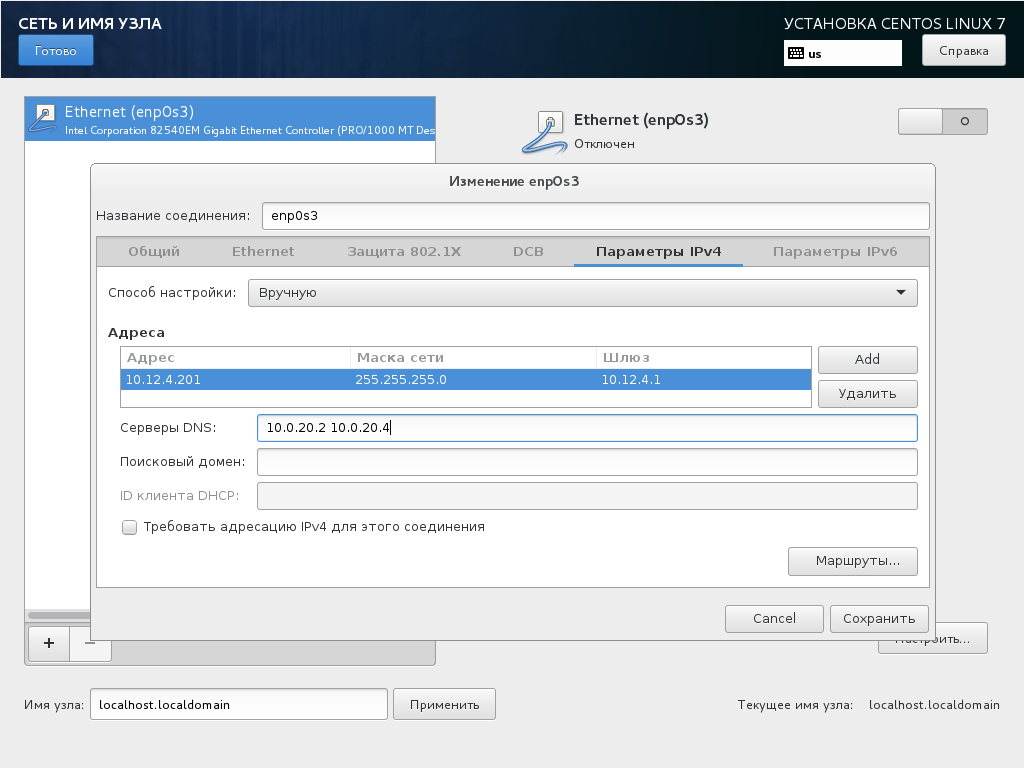 СЕТЬ И ИМЯ УЗЛА
УСТАНОВКА CENTOS LINUX 7
Готово
us
Справка
Ethernet (enp0s3)
Intel Corporation 82540EM Gigabit Ethernet Controller (PRO/1000 MT Des
Ethernet (enp0s3)
Отключен
Изменение enp0s3
Название соединения: enp0s3
Общий Ethernet Защита 802.1X DCB Параметры IPv4 Параметры IPv6
Способ настройки: Вручную
Адреса
Адрес Маска сети Шлюз
10.12.4.201 255.255.255.0 10.12.4.1
Add
Удалить
Серверы DNS: 10.0.20.2 10.0.20.4
Поисковый домен:
ID клиента DHCP:
Требовать адресацию IPv4 для этого соединения
Маршруты...
Cancel Сохранить
Настроить...
Имя узла: localhost.localdomain Применить
Текущее имя узла: localhost.localdomain